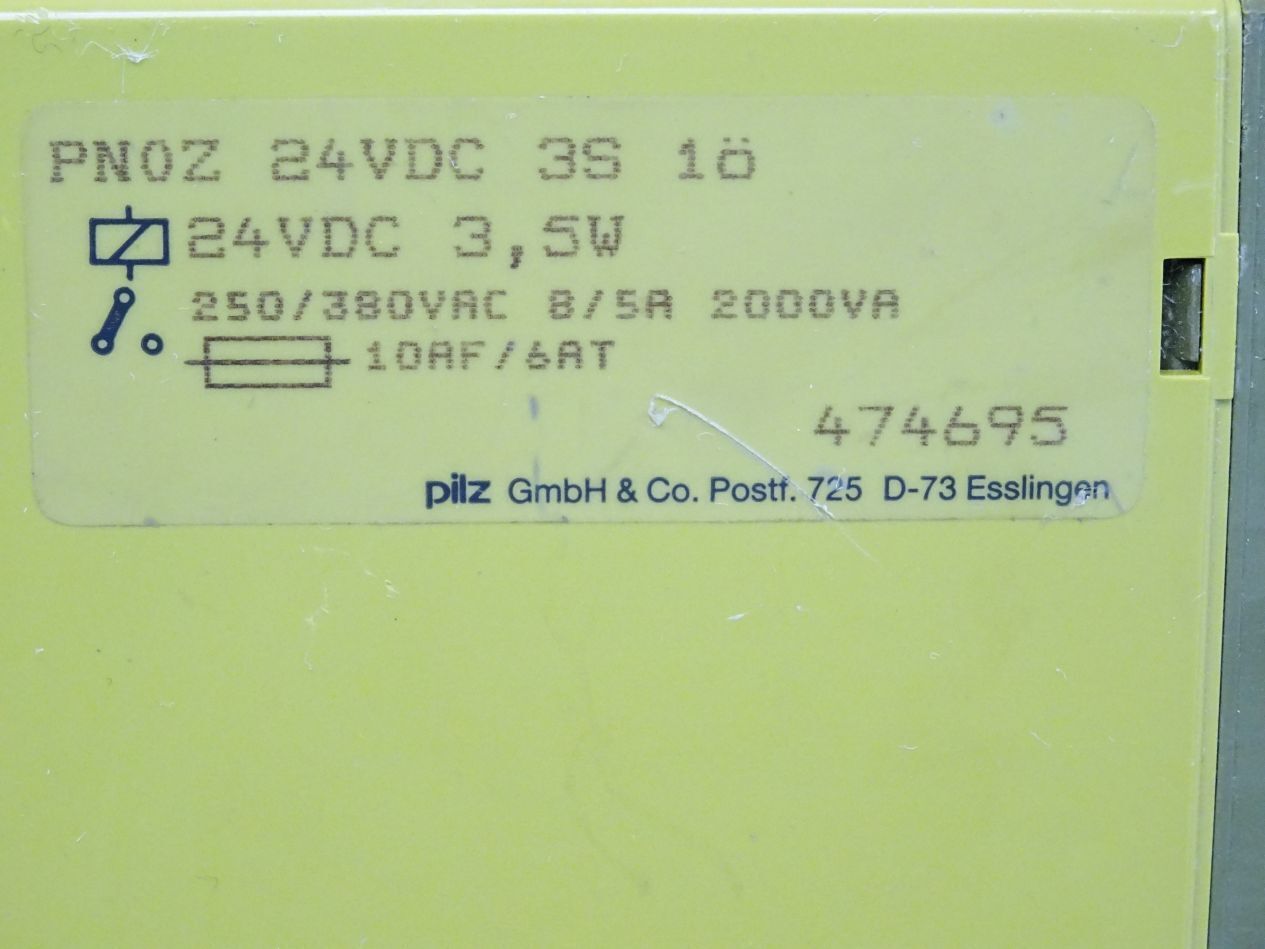 PNOZ 24VDC 3S 1ö
24VDC 3,5W
250/380VAC 8/5A 2000VA
10AF/6AT
474695
pilz GmbH & Co. Postf. 725 D-73 Esslingen